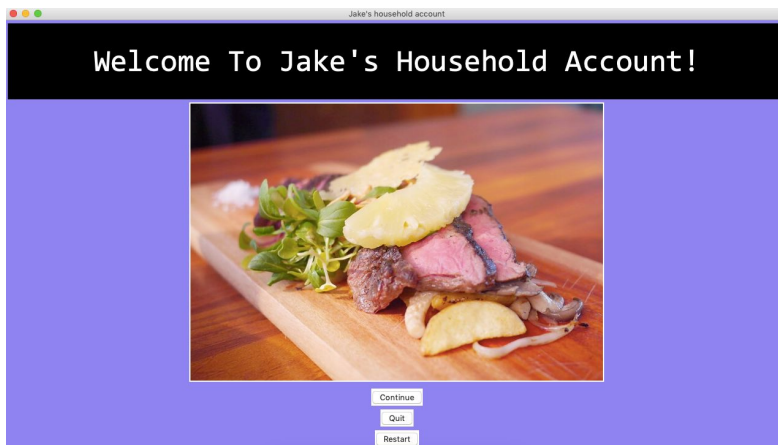 Jake's household account
Welcome To Jake's Household Account!
Continue
Quit
Restart